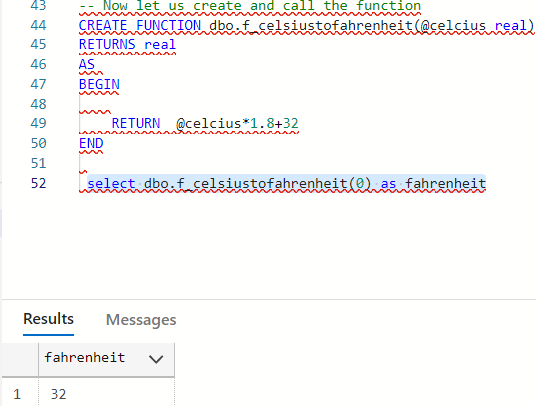 43 -- Now let us create and call the function
44 CREATE FUNCTION dbo.f_celsiustofahrenheit(@celcius real)
45 RETURNS real
46 AS
47 BEGIN
48
49 RETURN @celcius*1.8+32
50 END
51
52 select dbo.f_celsiustofahrenheit(0) as fahrenheit
Results Messages
fahrenheit
1 32